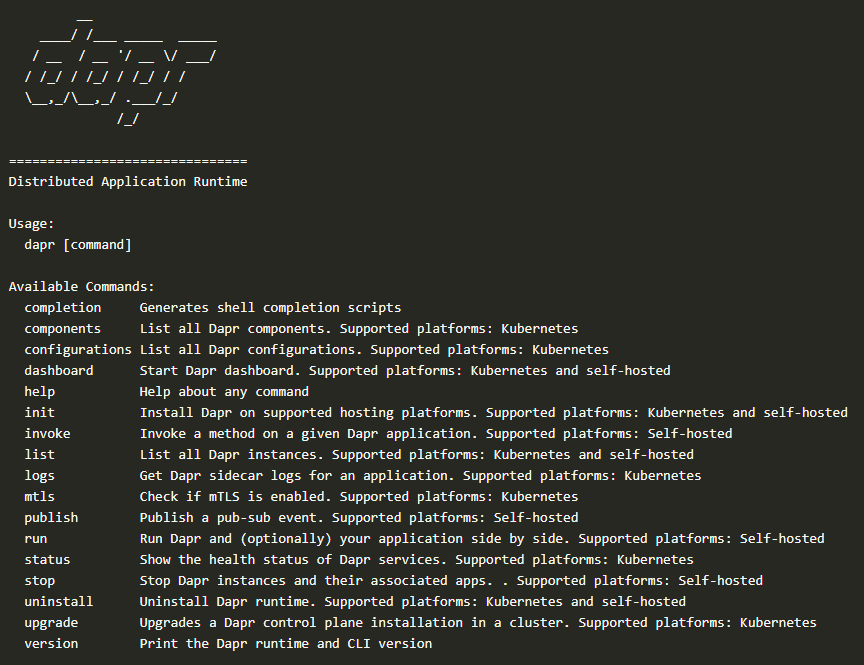 __
     ____/ /___ _____  _____
    / __  / __ '/ __ \/ ___/
   / /_/ / /_/ / /_/ / /
   \__,_/\__,_/ .___/_/
               /_/

===============================
Distributed Application Runtime

Usage:
  dapr [command]

Available Commands:
  completion     Generates shell completion scripts
  components     List all Dapr components. Supported platforms: Kubernetes
  configurations List all Dapr configurations. Supported platforms: Kubernetes
  dashboard      Start Dapr dashboard. Supported platforms: Kubernetes and self-hosted
  help           Help about any command
  init           Install Dapr on supported hosting platforms. Supported platforms: Kubernetes and self-hosted
  invoke         Invoke a method on a given Dapr application. Supported platforms: Self-hosted
  list           List all Dapr instances. Supported platforms: Kubernetes and self-hosted
  logs           Get Dapr sidecar logs for an application. Supported platforms: Kubernetes
  mtls           Check if mTLS is enabled. Supported platforms: Kubernetes
  publish        Publish a pub-sub event. Supported platforms: Self-hosted
  run            Run Dapr and (optionally) your application side by side. Supported platforms: Self-hosted
  status         Show the health status of Dapr services. Supported platforms: Kubernetes
  stop           Stop Dapr instances and their associated apps. . Supported platforms: Self-hosted
  uninstall      Uninstall Dapr runtime. Supported platforms: Kubernetes and self-hosted
  upgrade        Upgrades a Dapr control plane installation in a cluster. Supported platforms: Kubernetes
  version        Print the Dapr runtime and CLI version